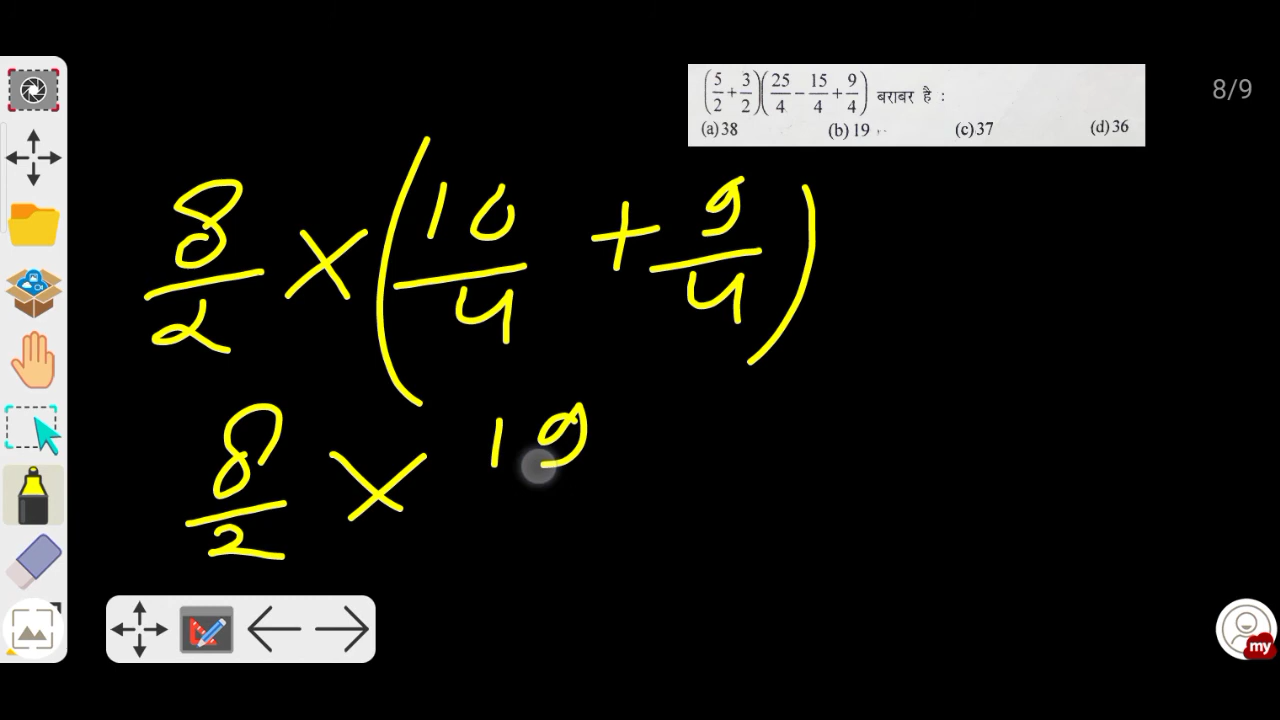 (5/2 + 3/2)(25/4 − 15/4 + 9/4) बराबर है :
(a) 38 (b) 19 (c) 37 (d) 36
8/9
8/2 × (10/4 + 9/4)
8/2 × 19
my